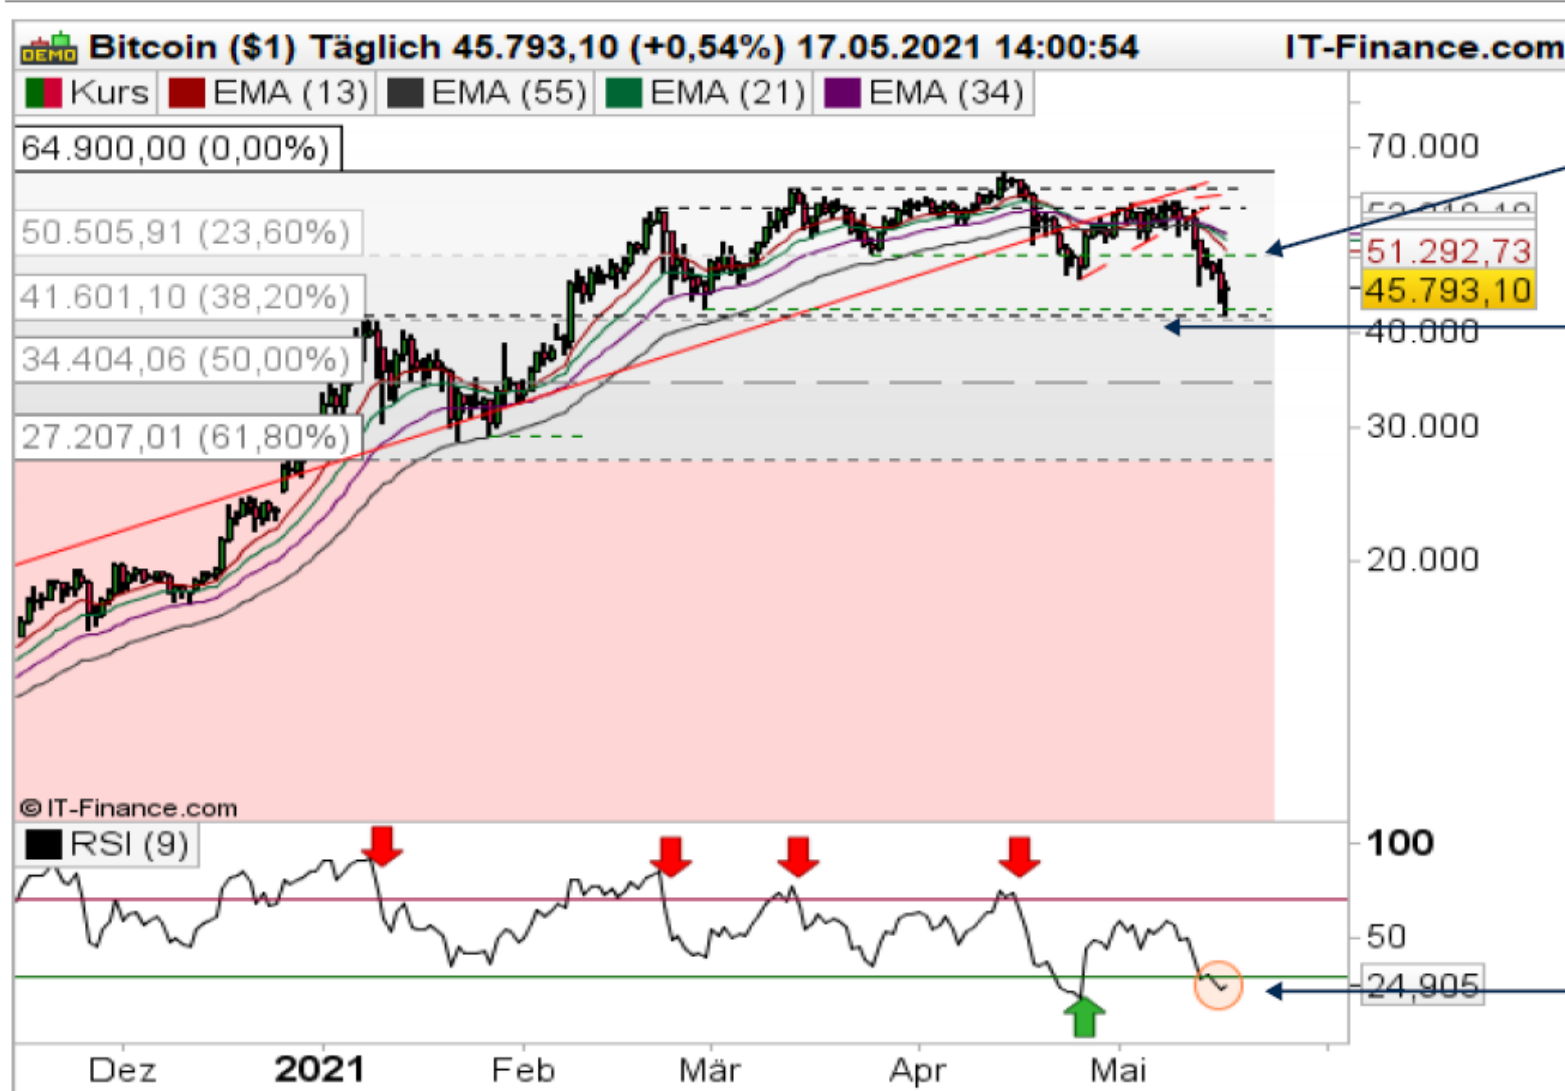 DEMO Bitcoin ($1) Täglich 45.793,10 (+0,54%) 17.05.2021 14:00:54 IT-Finance.com
Kurs EMA (13) EMA (55) EMA (21) EMA (34)
64.900,00 (0,00%)
70.000
50.505,91 (23,60%)
51.292,73
41.601,10 (38,20%)
45.793,10
40.000
34.404,06 (50,00%)
27.207,01 (61,80%)
30.000
20.000
© IT-Finance.com
RSI (9)
100
50
24,905
Dez 2021 Feb Mär Apr Mai